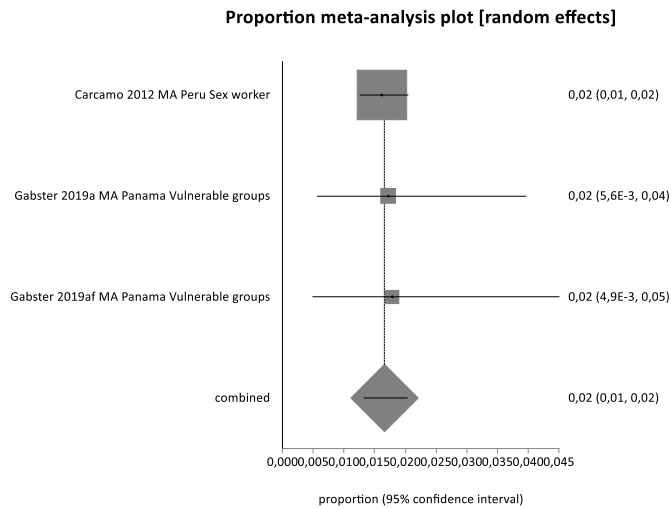 Proportion meta-analysis plot [random effects]
Carcamo 2012 MA Peru Sex worker 0,02 (0,01, 0,02)
Gabster 2019a MA Panama Vulnerable groups 0,02 (5,6E-3, 0,04)
Gabster 2019af MA Panama Vulnerable groups 0,02 (4,9E-3, 0,05)
combined 0,02 (0,01, 0,02)
0,0000,0050,0100,0150,0200,0250,0300,0350,0400,045
proportion (95% confidence interval)